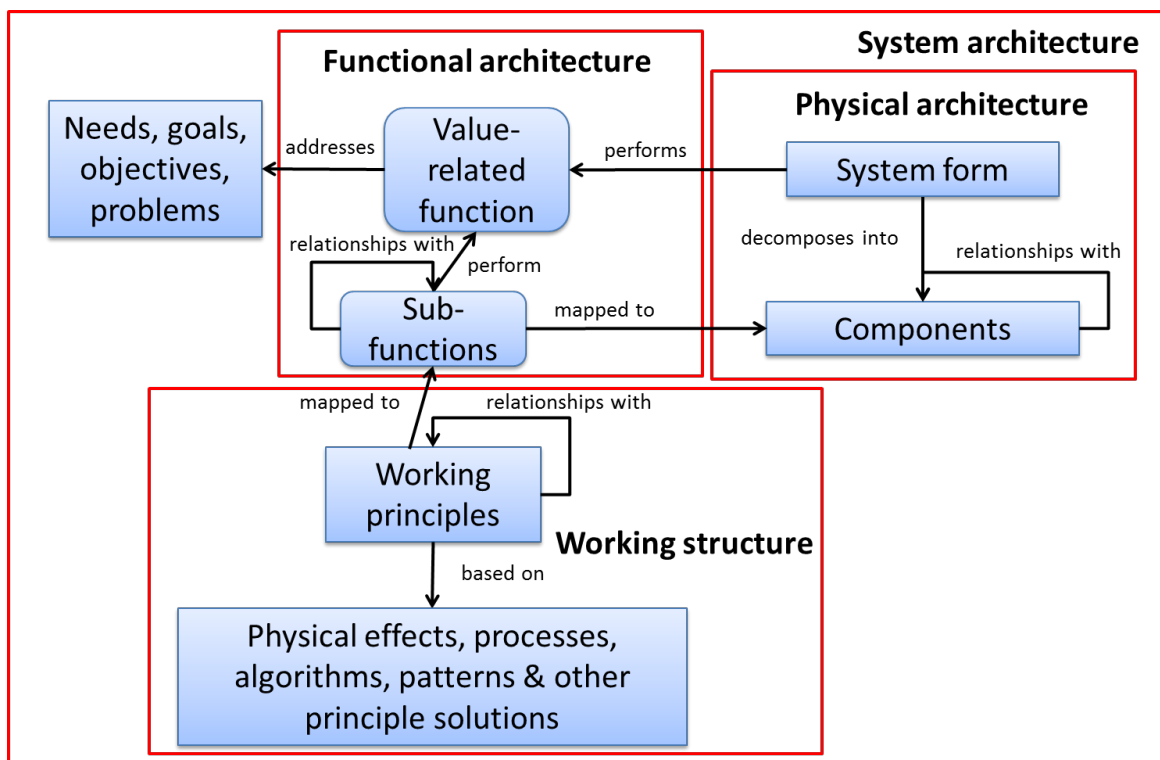 System architecture
Functional architecture
Physical architecture
Needs, goals,
objectives,
problems
addresses
Value-
related
function
performs
System form
relationships with
perform
decomposes into
relationships with
Sub-
functions
mapped to
Components
mapped to
relationships with
Working
principles
Working structure
based on
Physical effects, processes,
algorithms, patterns & other
principle solutions